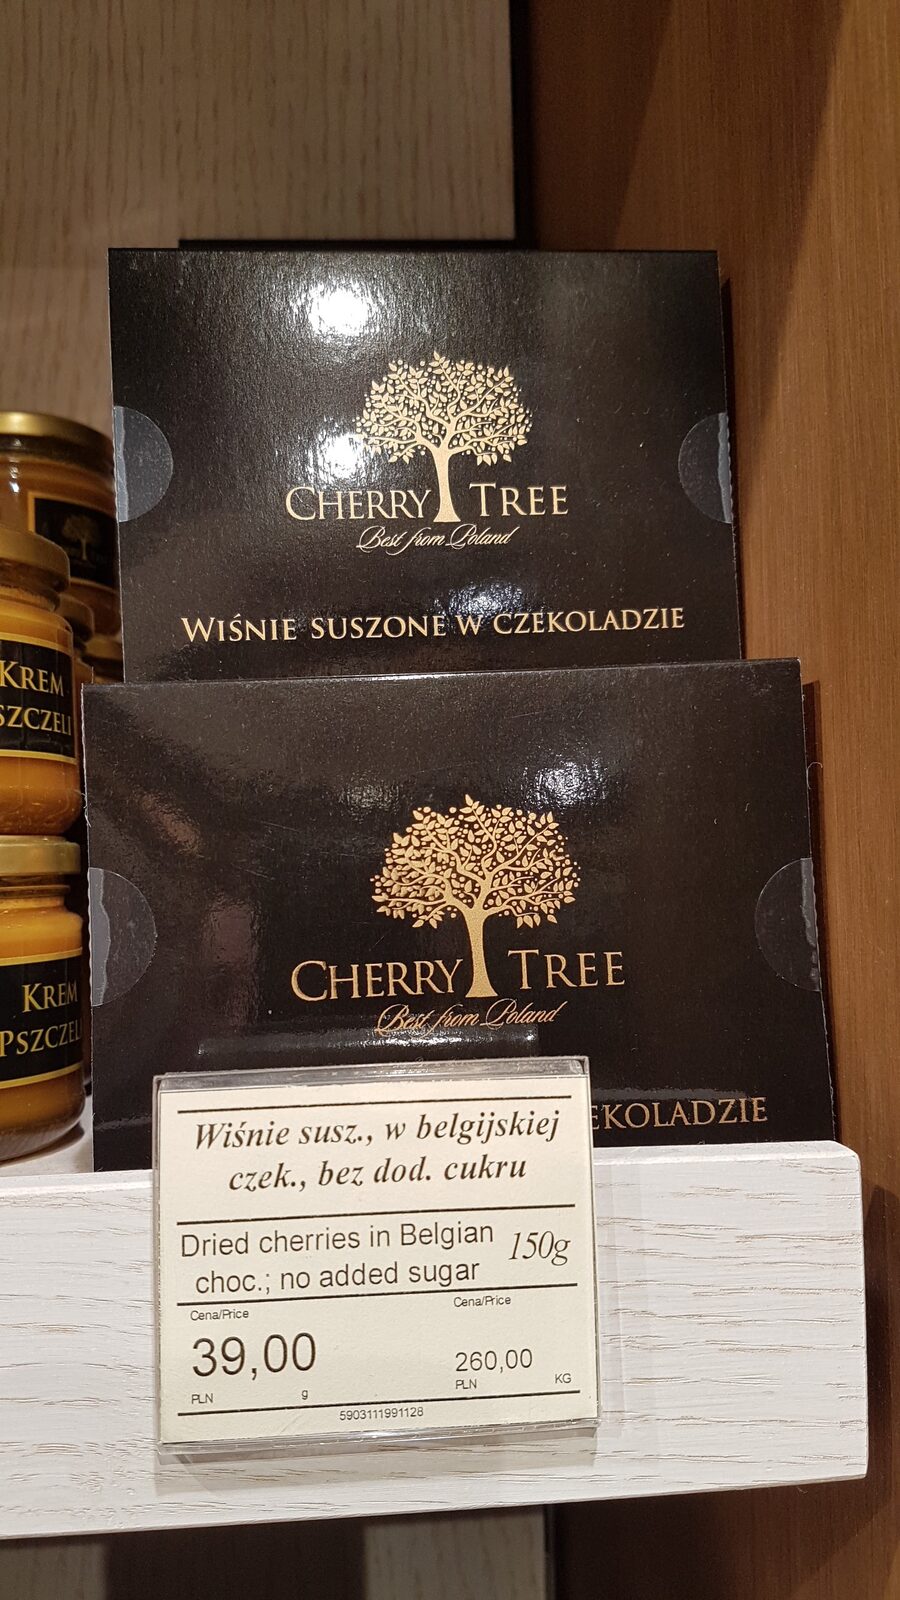 CHERRY TREE
Best from Poland
WIŚNIE SUSZONE W CZEKOLADZIE
KREM
SZCZELI
CHERRY TREE
Best from Poland
EKOLADZIE
KREM
PSZCZEL
Wiśnie susz., w belgijskiej
czek., bez dod. cukru
Dried cherries in Belgian
choc.; no added sugar
150g
Cena/Price
Cena/Price
39,00
260,00
PLN g
PLN KG
5903111991128